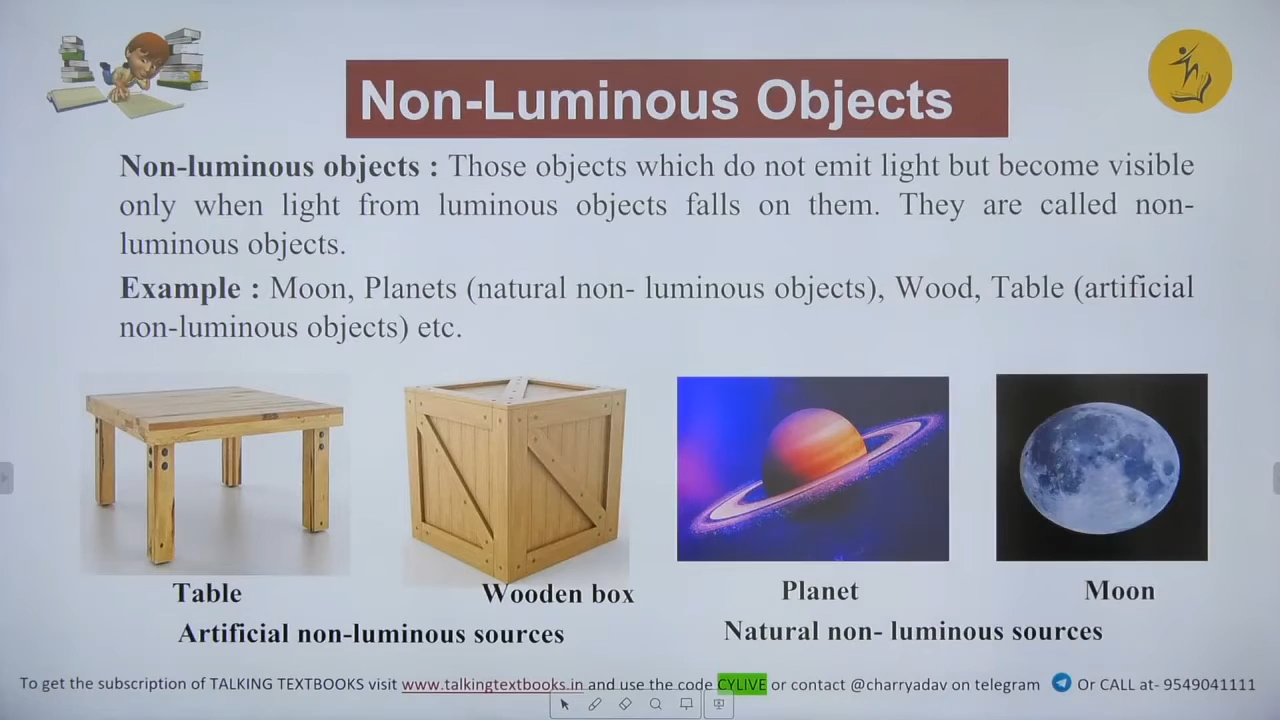 Non-Luminous Objects
Non-luminous objects : Those objects which do not emit light but become visible
only when light from luminous objects falls on them. They are called non-
luminous objects.
Example : Moon, Planets (natural non- luminous objects), Wood, Table (artificial
non-luminous objects) etc.
Table
Wooden box
Planet
Moon
Artificial non-luminous sources
Natural non- luminous sources
To get the subscription of TALKING TEXTBOOKS visit www.talkingtextbooks.in and use the code CYLIVE or contact @charryadav on telegram Or CALL at- 9549041111